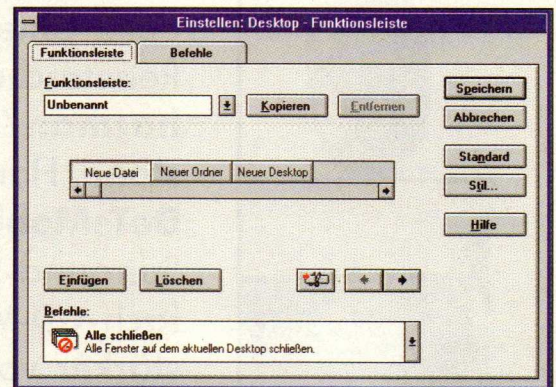 Einstellen: Desktop - Funktionsleiste
Funktionsleiste Befehle
Funktionsleiste:
Unbenannt Kopieren Entfernen
Speichern
Abbrechen
Neue Datei Neuer Ordner Neuer Desktop
Standard
Stil...
Hilfe
Einfügen Löschen
Befehle:
Alle schließen
Alle Fenster auf dem aktuellen Desktop schließen.